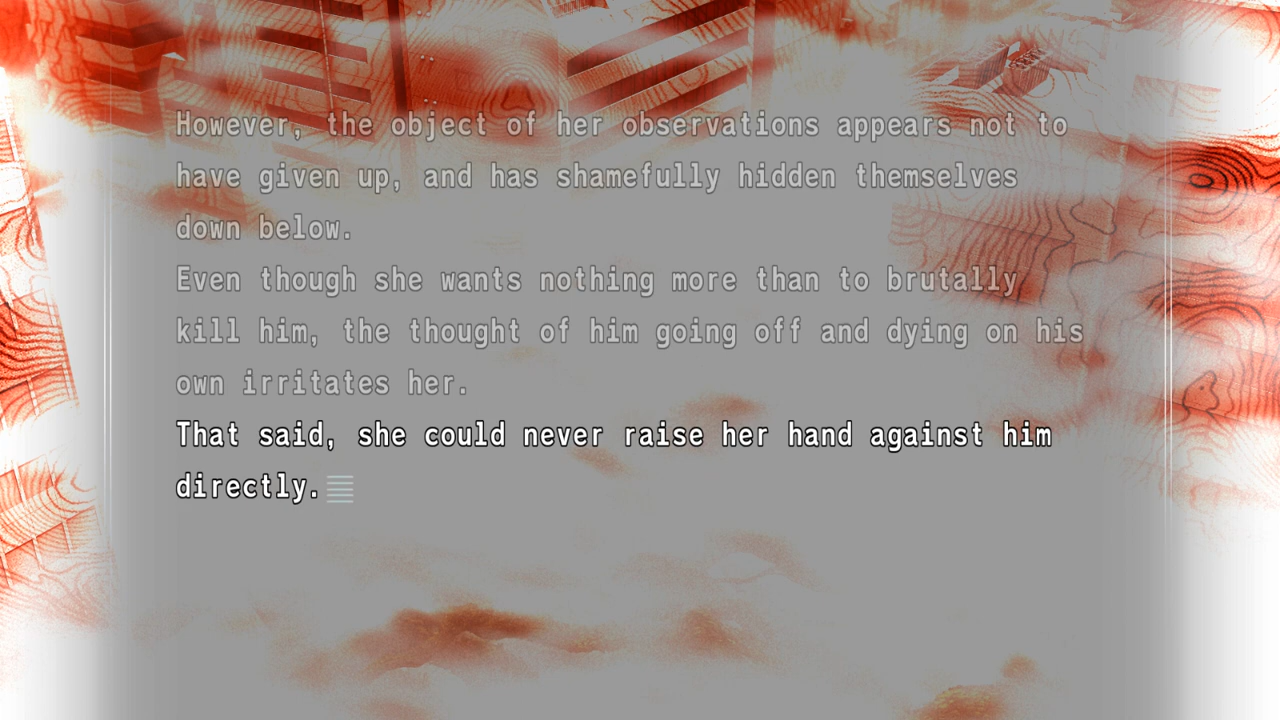 However, the object of her observations appears not to
have given up, and has shamefully hidden themselves
down below.
Even though she wants nothing more than to brutally
kill him, the thought of him going off and dying on his
own irritates her.
That said, she could never raise her hand against him
directly.